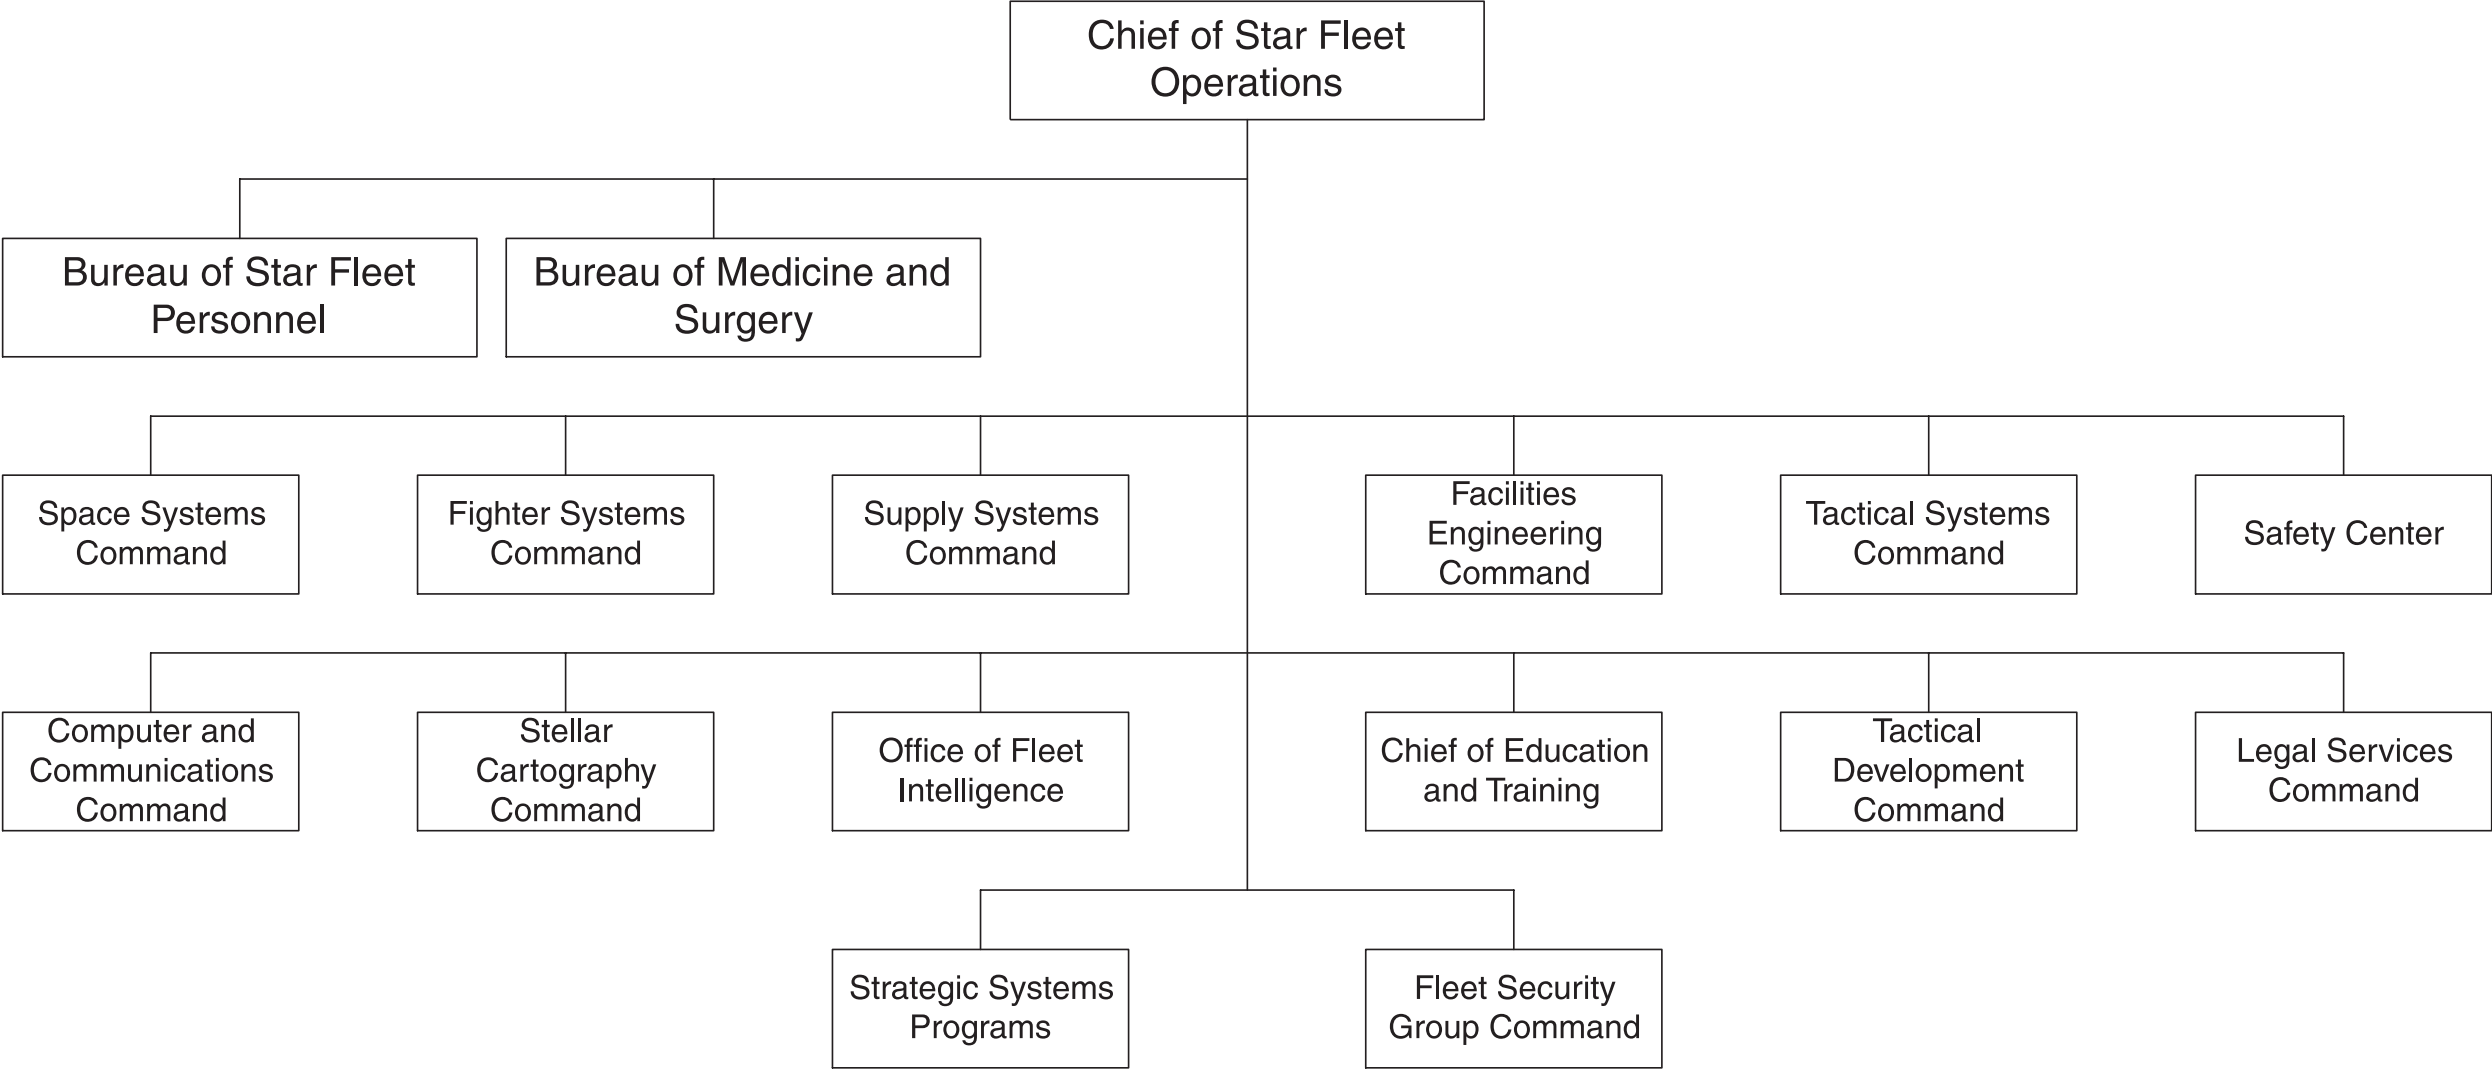 Chief of Star Fleet
Operations
Bureau of Star Fleet
Personnel
Bureau of Medicine and
Surgery
Space Systems
Command
Fighter Systems
Command
Supply Systems
Command
Facilities
Engineering
Command
Tactical Systems
Command
Safety Center
Computer and
Communications
Command
Stellar
Cartography
Command
Office of Fleet
Intelligence
Chief of Education
and Training
Tactical
Development
Command
Legal Services
Command
Strategic Systems
Programs
Fleet Security
Group Command